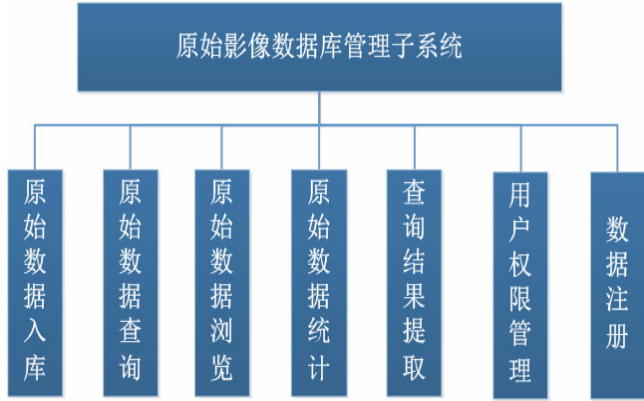 原始影像数据库管理子系统
原始数据入库
原始数据查询
原始数据浏览
原始数据统计
查询结果提取
用户权限管理
数据注册